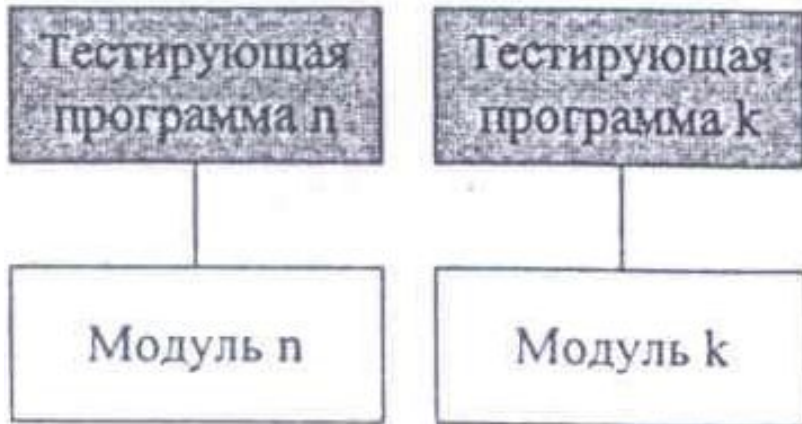 Тестирующая
программа n
Тестирующая
программа k
Модуль n
Модуль k